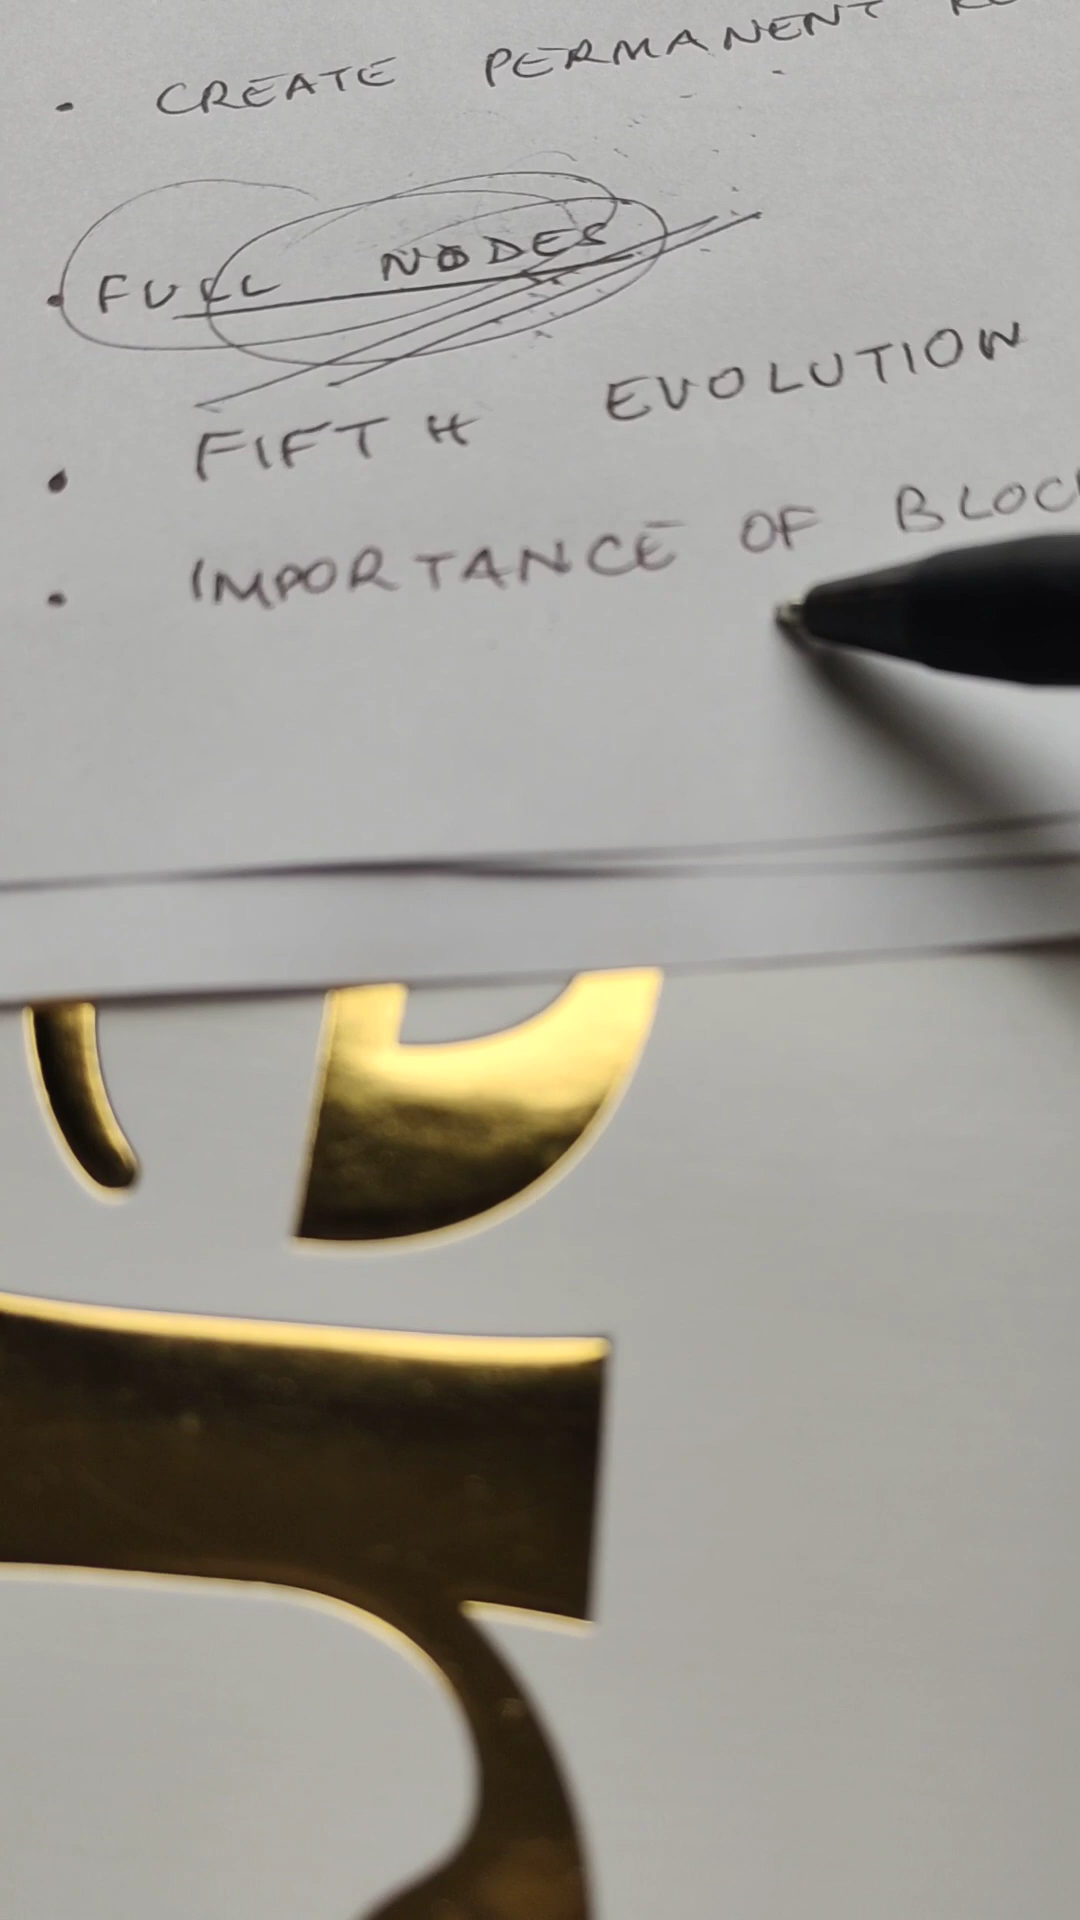 • CREATE PERMANENT
• FULL NODES
• FIFTH EVOLUTION
• IMPORTANCE OF BLOC